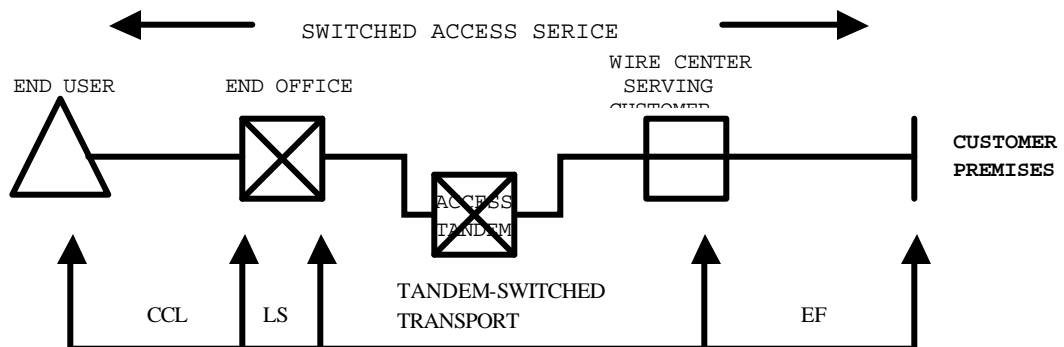 SWITCHED ACCESS SERICE
WIRE CENTER
SERVING
CUSTOMER
END USER
END OFFICE
CUSTOMER
PREMISES
ACCESS
TANDEM
TANDEM-SWITCHED
TRANSPORT
CCL
LS
EF